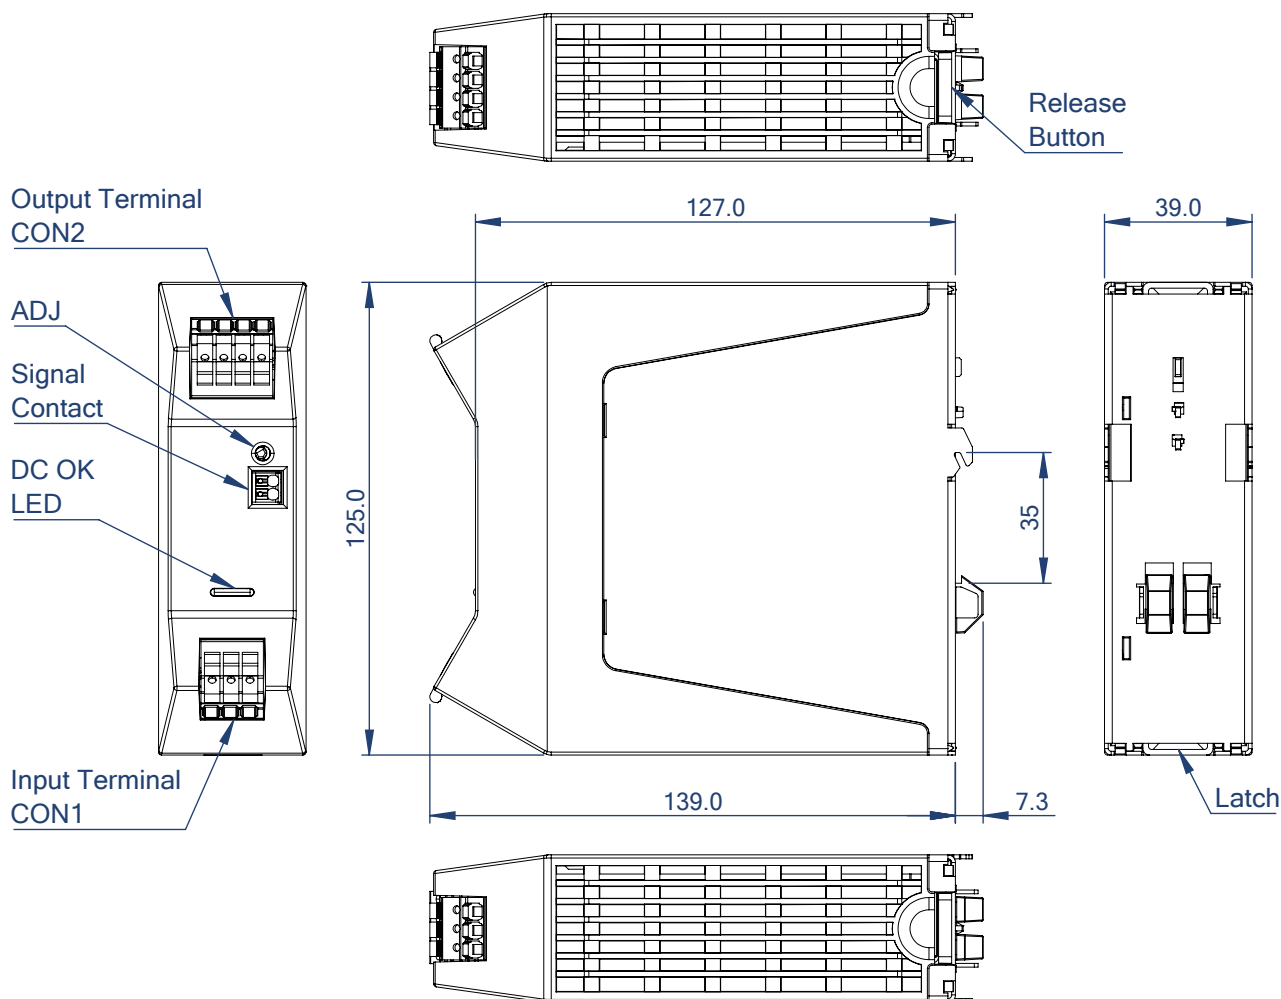 Release
Button
Output Terminal
CON2
127.0
39.0
ADJ
Signal
Contact
DC OK
LED
125.0
35
Input Terminal
CON1
139.0
7.3
Latch